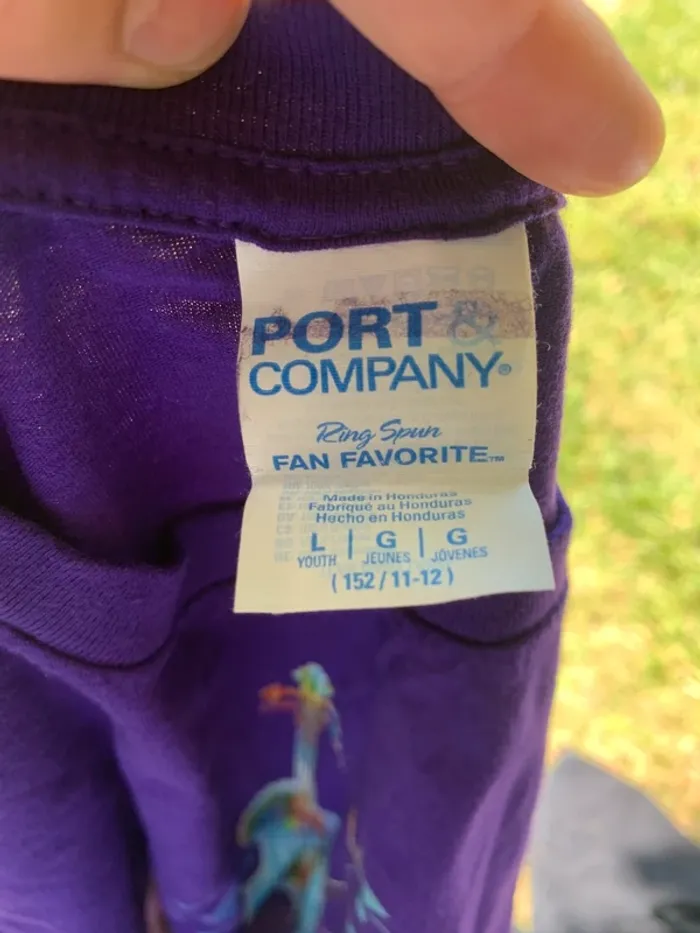 PORT &
COMPANY®
Ring Spun
FAN FAVORITE™
Made in Honduras
Fabriqué au Honduras
Hecho en Honduras
L | G | G
YOUTH JEUNES JÓVENES
(152/11-12)